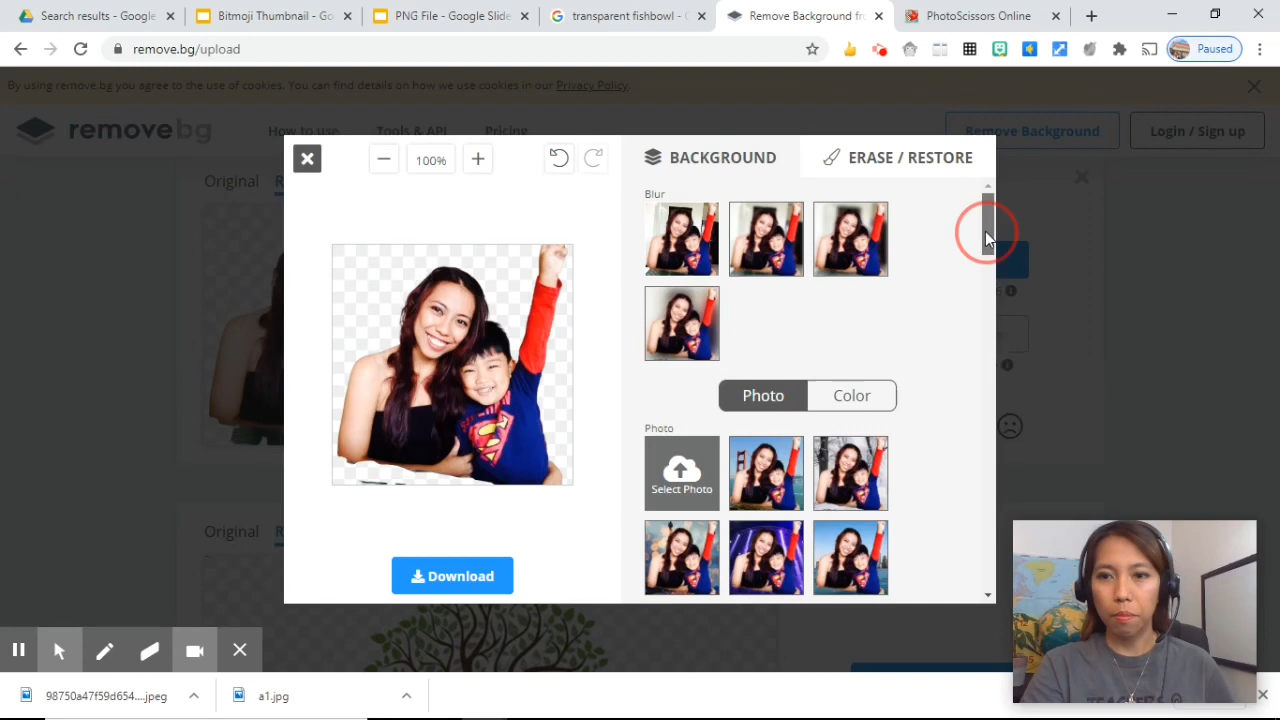 Search results - Google
Bitmoji Thumbnail - Go
PNG File - Google Slide
transparent fishbowl - G
Remove Background fr
PhotoScissors Online
remove.bg/upload
Paused
By using remove.bg you agree to the use of cookies. You can find details on how we use cookies in our Privacy Policy.
removebg
How to use
Tools & API
Pricing
Remove Background
Login / Sign up
100%
BACKGROUND
ERASE / RESTORE
Original
Blur
Photo
Color
Photo
Select Photo
Original
Download
98750a47f59d654....jpeg
a1.jpg